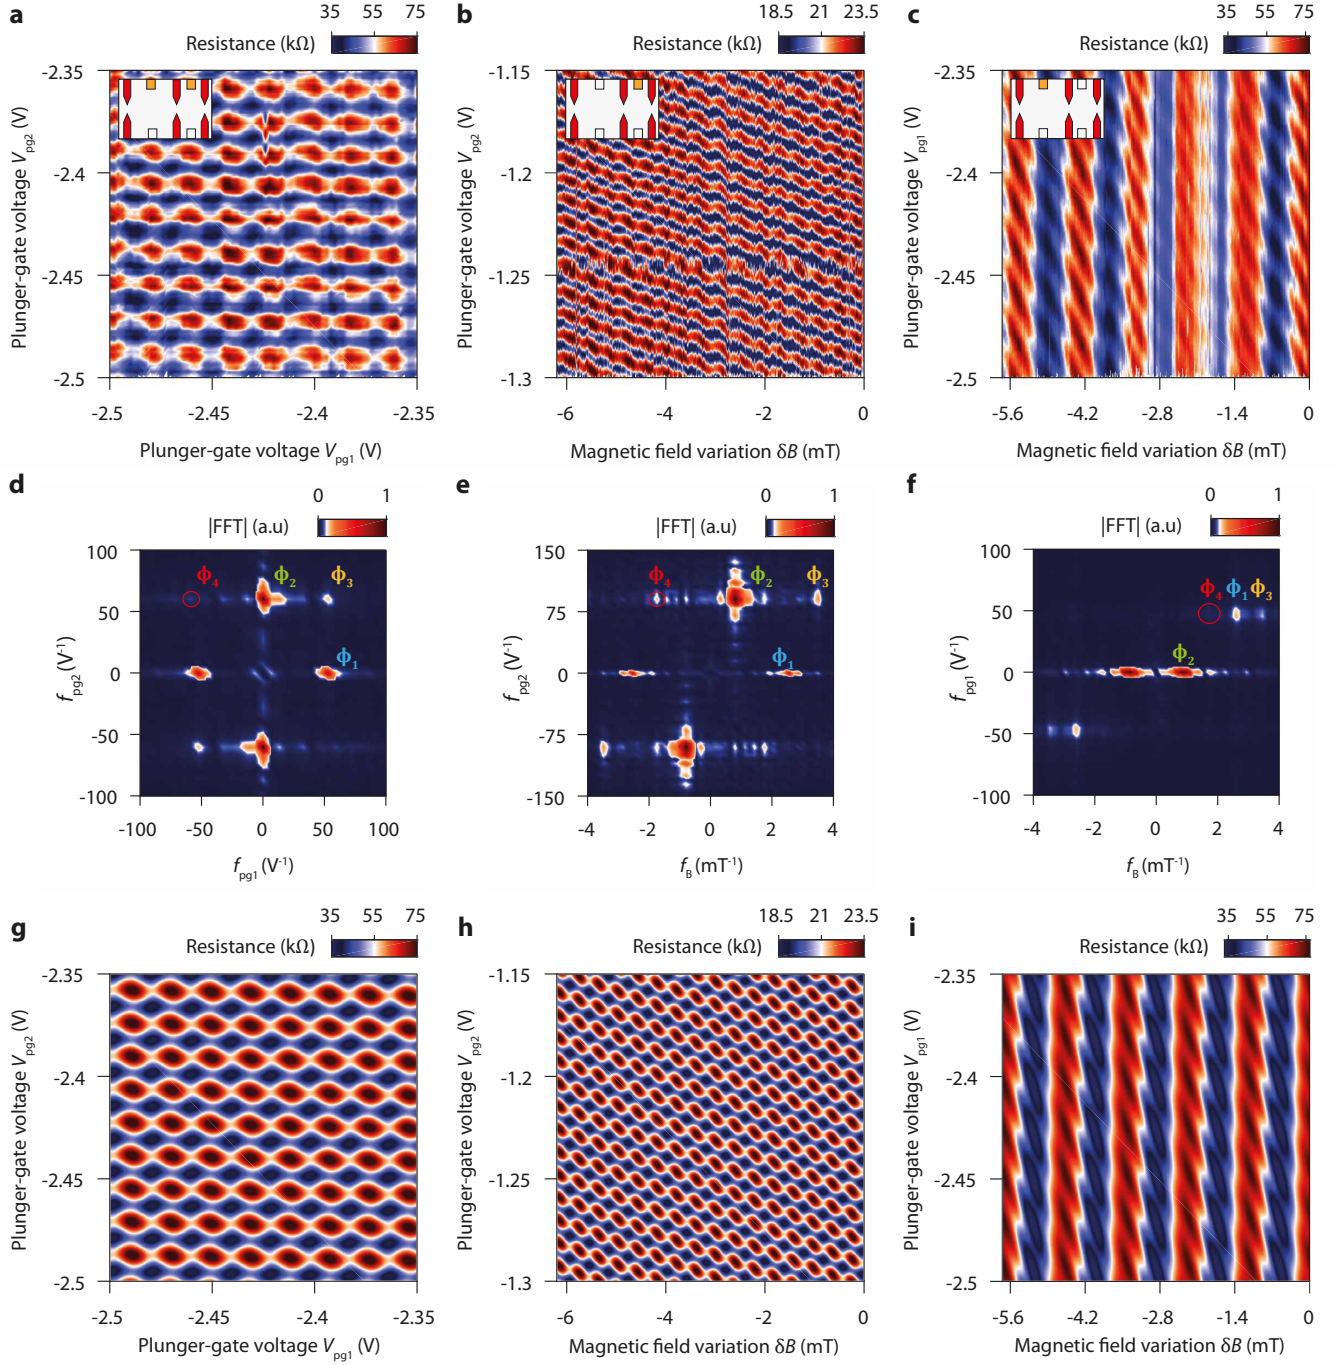 a
35 55 75
Resistance (kΩ)
-2.35
-2.4
-2.45
-2.5
Plunger-gate voltage Vpg2 (V)
-2.5 -2.45 -2.4 -2.35
Plunger-gate voltage Vpg1 (V)
b
18.5 21 23.5
Resistance (kΩ)
-1.15
-1.2
-1.25
-1.3
Plunger-gate voltage Vpg2 (V)
-6 -4 -2 0
Magnetic field variation δB (mT)
c
35 55 75
Resistance (kΩ)
-2.35
-2.4
-2.45
-2.5
Plunger-gate voltage Vpg1 (V)
-5.6 -4.2 -2.8 -1.4 0
Magnetic field variation δB (mT)
d
0 1
|FFT| (a.u)
100
50
0
-50
-100
fpg2 (V-1)
ϕ4 ϕ2 ϕ3
ϕ1
-100 -50 0 50 100
fpg1 (V-1)
e
0 1
|FFT| (a.u)
150
75
0
-75
-150
fpg2 (V-1)
ϕ4 ϕ2 ϕ3
ϕ1
-4 -2 0 2 4
fB (mT-1)
f
0 1
|FFT| (a.u)
100
50
0
-50
-100
fpg1 (V-1)
ϕ4 ϕ1 ϕ3
ϕ2
-4 -2 0 2 4
fB (mT-1)
g
35 55 75
Resistance (kΩ)
-2.35
-2.4
-2.45
-2.5
Plunger-gate voltage Vpg2 (V)
-2.5 -2.45 -2.4 -2.35
Plunger-gate voltage Vpg1 (V)
h
18.5 21 23.5
Resistance (kΩ)
-1.15
-1.2
-1.25
-1.3
Plunger-gate voltage Vpg2 (V)
-6 -4 -2 0
Magnetic field variation δB (mT)
i
35 55 75
Resistance (kΩ)
-2.35
-2.4
-2.45
-2.5
Plunger-gate voltage Vpg1 (V)
-5.6 -4.2 -2.8 -1.4 0
Magnetic field variation δB (mT)